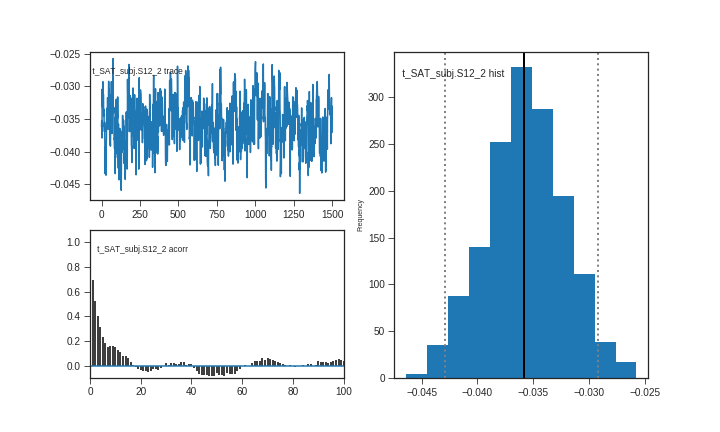 −0.025
−0.030
−0.035
−0.040
−0.045
t_SAT_subj.S12_2 trace
0 250 500 750 1000 1250 1500
1.0
0.8
0.6
0.4
0.2
0.0
t_SAT_subj.S12_2 acorr
0 20 40 60 80 100
Frequency
300
250
200
150
100
50
0
t_SAT_subj.S12_2 hist
−0.045 −0.040 −0.035 −0.030 −0.025